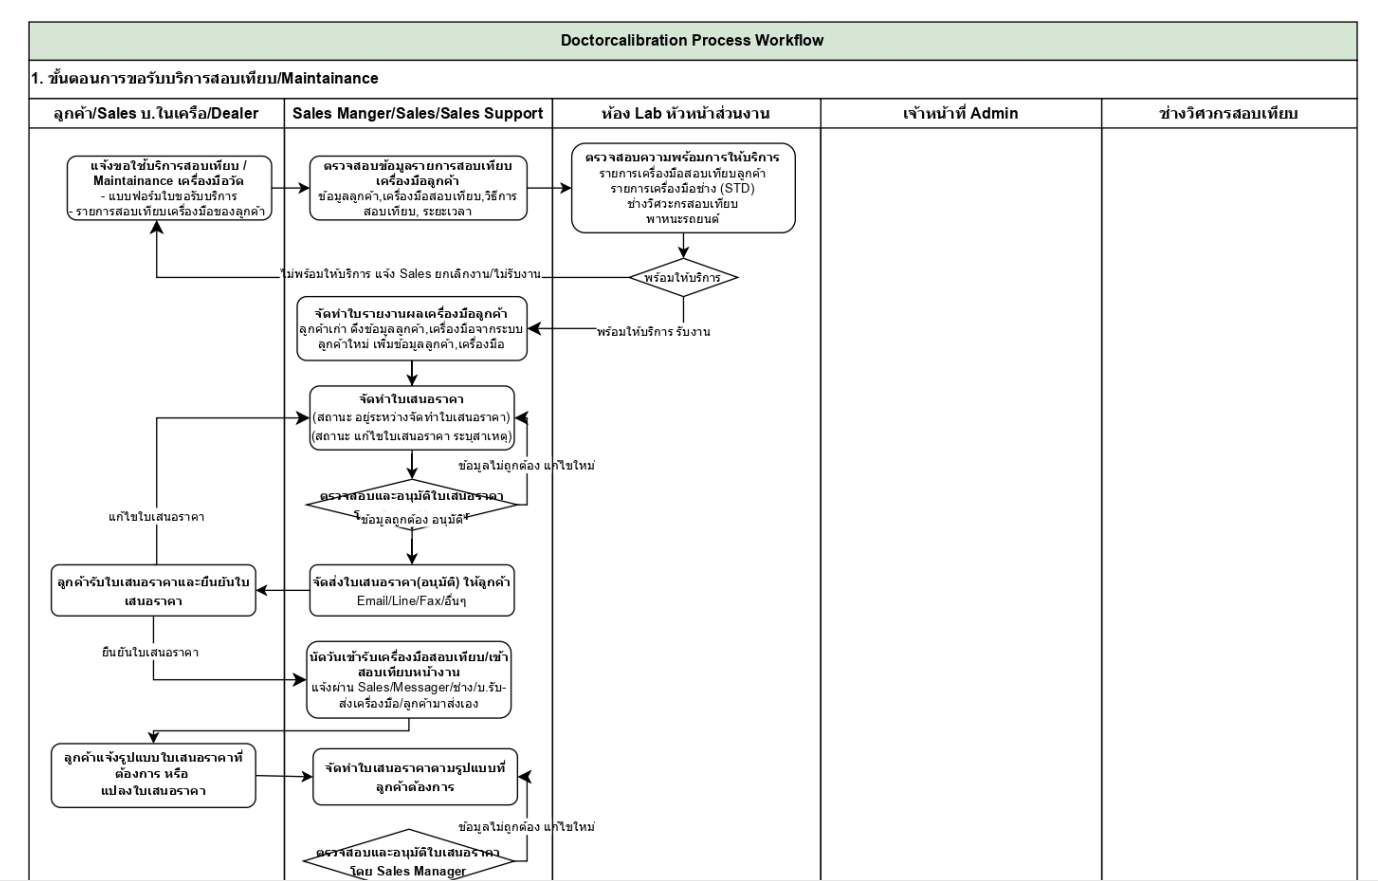 Doctorcalibration Process Workflow
1. ขั้นตอนการขอรับบริการสอบเทียบ/Maintainance
ลูกค้า/Sales บ.ในเครือ/Dealer
Sales Manger/Sales/Sales Support
ห้อง Lab หัวหน้าส่วนงาน
เจ้าหน้าที่ Admin
ช่างวิศวกรสอบเทียบ
แจ้งขอใช้บริการสอบเทียบ /
Maintainance เครื่องมือวัด
- แบบฟอร์มใบขอรับบริการ
- รายการสอบเทียบเครื่องมือของลูกค้า
ตรวจสอบข้อมูลรายการสอบเทียบ
เครื่องมือลูกค้า
ข้อมูลลูกค้า,เครื่องมือสอบเทียบ,วิธีการ
สอบเทียบ, ระยะเวลา
ตรวจสอบความพร้อมการให้บริการ
รายการเครื่องมือสอบเทียบลูกค้า
รายการเครื่องมือช่าง (STD)
ช่างวิศวะกรสอบเทียบ
พาหนะรถยนต์
ไม่พร้อมให้บริการ แจ้ง Sales ยกเลิกงาน/ไม่รับงาน
พร้อมให้บริการ
จัดทำใบรายงานผลเครื่องมือลูกค้า
ลูกค้าเก่า ดึงข้อมูลลูกค้า,เครื่องมือจากระบบ
ลูกค้าใหม่ เพิ่มข้อมูลลูกค้า,เครื่องมือ
พร้อมให้บริการ รับงาน
จัดทำใบเสนอราคา
(สถานะ อยู่ระหว่างจัดทำใบเสนอราคา)
(สถานะ แก้ไขใบเสนอราคา ระบุสาเหตุ)
ข้อมูลไม่ถูกต้อง แก้ไขใหม่
ตรวจสอบและอนุมัติใบเสนอราคา
ข้อมูลถูกต้อง อนุมัติ
แก้ไขใบเสนอราคา
ลูกค้ารับใบเสนอราคาและยืนยันใบ
เสนอราคา
จัดส่งใบเสนอราคา(อนุมัติ) ให้ลูกค้า
Email/Line/Fax/อื่นๆ
ยืนยันใบเสนอราคา
นัดวันเข้ารับเครื่องมือสอบเทียบ/เข้า
สอบเทียบหน้างาน
แจ้งผ่าน Sales/Messager/ช่าง/บ.รับ-
ส่งเครื่องมือ/ลูกค้ามาส่งเอง
ลูกค้าแจ้งรูปแบบใบเสนอราคาที่
ต้องการ หรือ
แปลงใบเสนอราคา
จัดทำใบเสนอราคาตามรูปแบบที่
ลูกค้าต้องการ
ข้อมูลไม่ถูกต้อง แก้ไขใหม่
ตรวจสอบและอนุมัติใบเสนอราคา
โดย Sales Manager